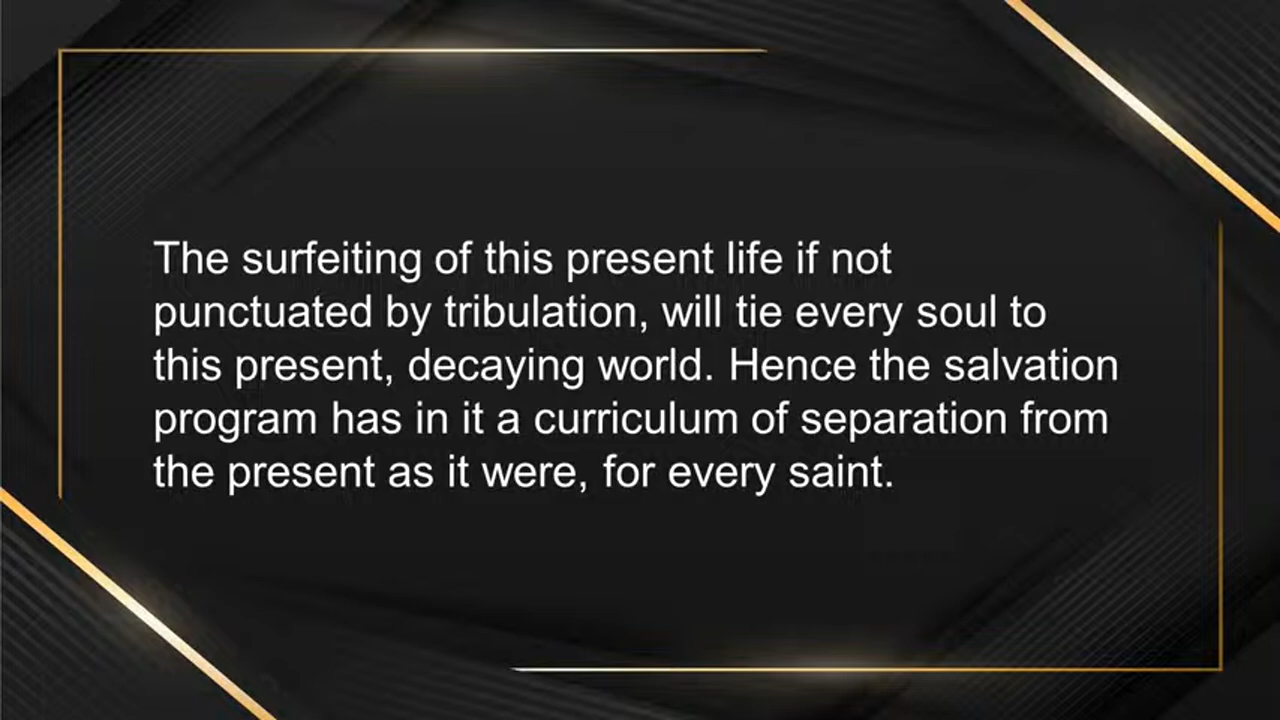 The surfeiting of this present life if not
punctuated by tribulation, will tie every soul to
this present, decaying world. Hence the salvation
program has in it a curriculum of separation from
the present as it were, for every saint.